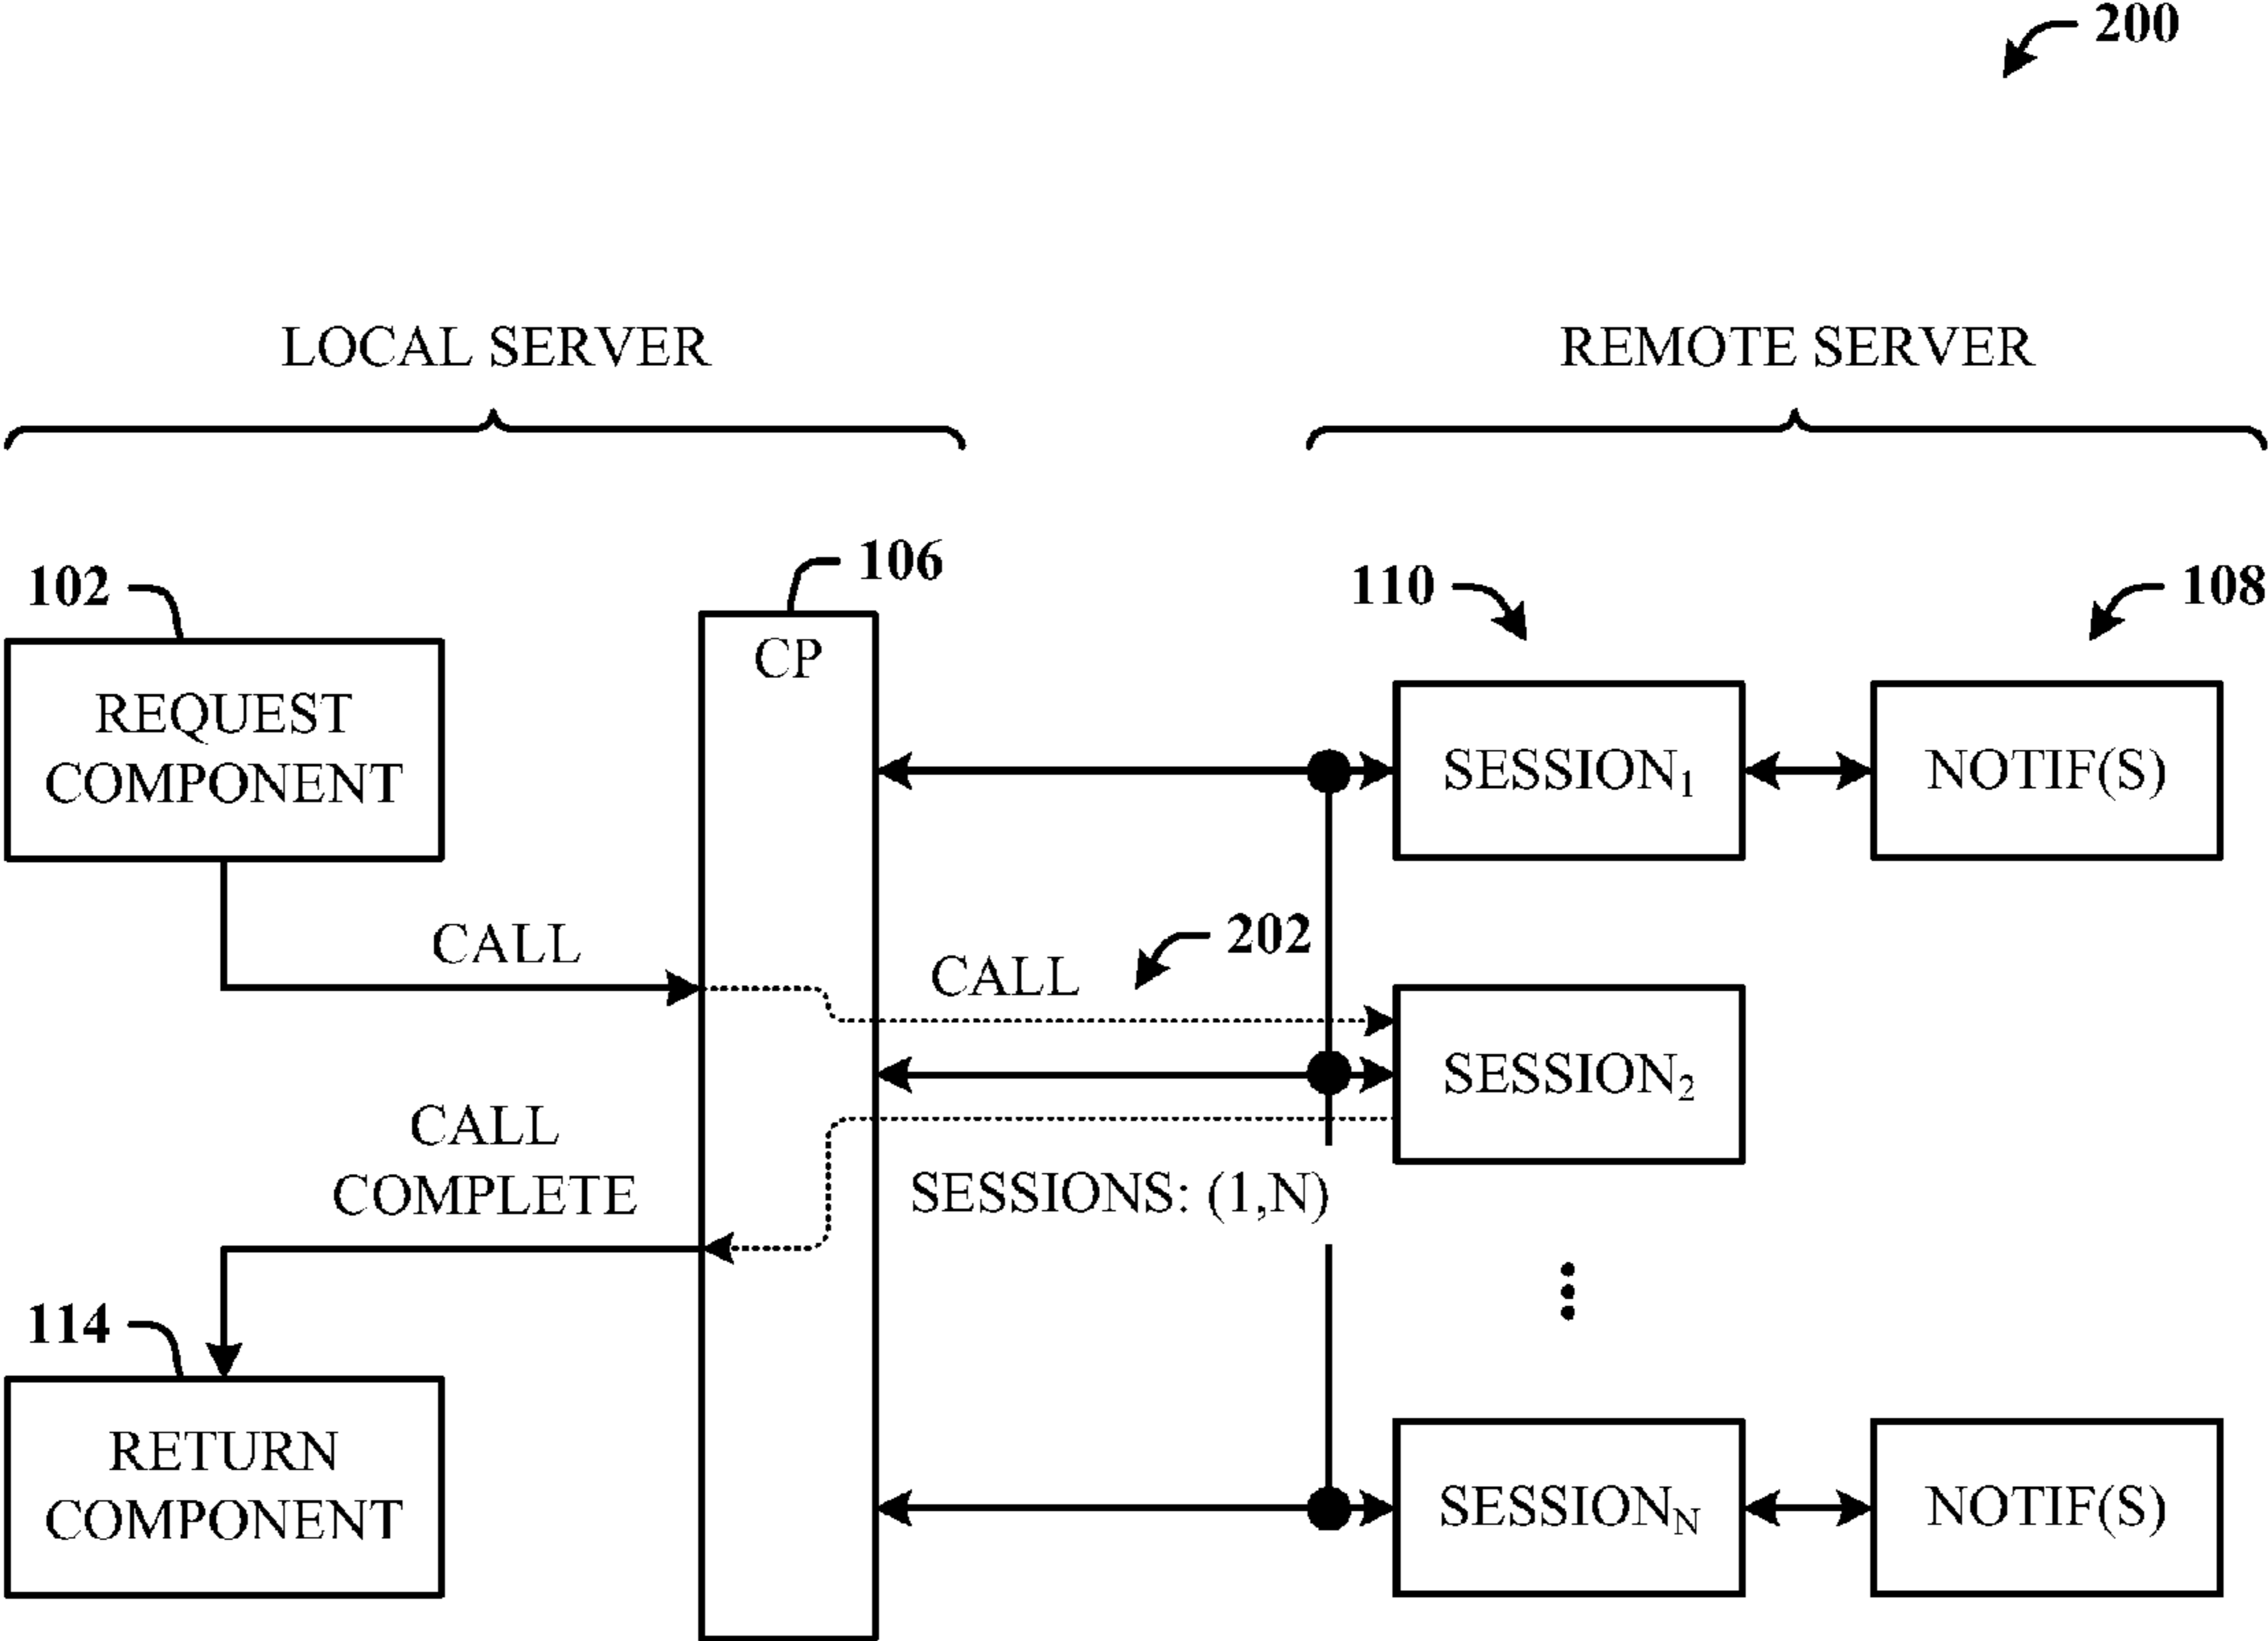 200
LOCAL SERVER
REMOTE SERVER
102
106
110
108
CP
REQUEST
COMPONENT
SESSION₁
NOTIF(S)
CALL
202
CALL
SESSION₂
CALL
COMPLETE
SESSIONS: (1,N)
114
RETURN
COMPONENT
SESSION_N
NOTIF(S)